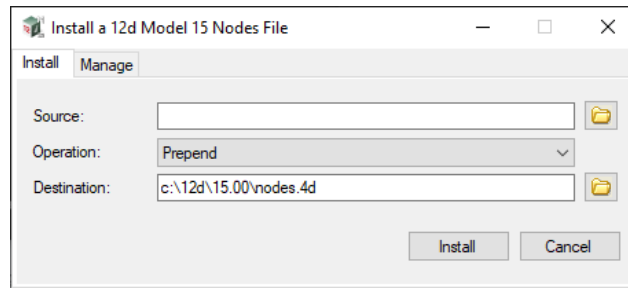 Install a 12d Model 15 Nodes File
Install Manage
Source:
Operation: Prepend
Destination: c:\12d\15.00\nodes.4d
Install Cancel